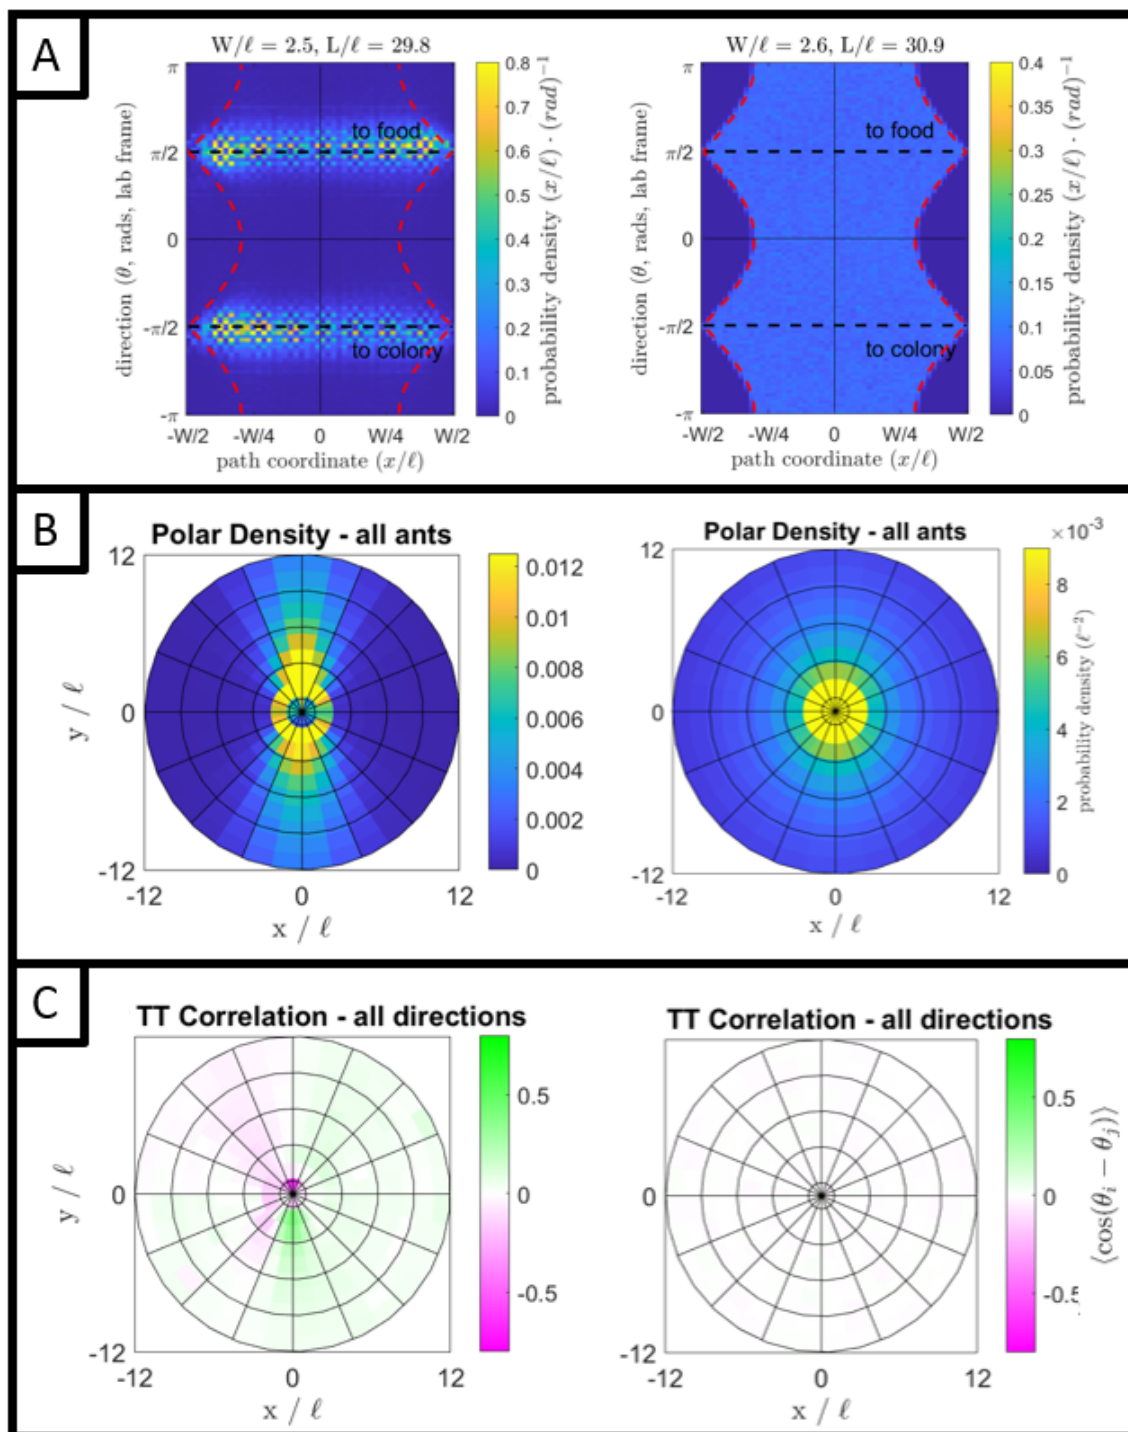 A
W/ℓ = 2.5, L/ℓ = 29.8
π
π/2
0
-π/2
-π
direction (θ, rads, lab frame)
to food
to colony
-W/2 -W/4 0 W/4 W/2
path coordinate (x/ℓ)
0.8
0.7
0.6
0.5
0.4
0.3
0.2
0.1
0
probability density (x/ℓ) · (rad)⁻¹
W/ℓ = 2.6, L/ℓ = 30.9
π
π/2
0
-π/2
-π
direction (θ, rads, lab frame)
to food
to colony
-W/2 -W/4 0 W/4 W/2
path coordinate (x/ℓ)
0.4
0.35
0.3
0.25
0.2
0.15
0.1
0.05
0
probability density (x/ℓ) · (rad)⁻¹
B
Polar Density - all ants
12
0
-12
y / ℓ
-12 0 12
x / ℓ
0.012
0.01
0.008
0.006
0.004
0.002
0
Polar Density - all ants
12
0
-12
-12 0 12
x / ℓ
×10⁻³
8
6
4
2
0
probability density (ℓ⁻²)
C
TT Correlation - all directions
0
-12
y / ℓ
-12 0 12
x / ℓ
0.5
0
-0.5
TT Correlation - all directions
0
-12
-12 0 12
x / ℓ
0.5
0
-0.5
⟨cos(θᵢ − θⱼ)⟩